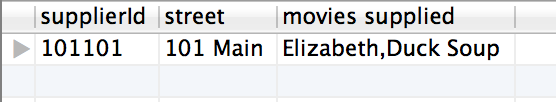 supplierId street movies supplied
101101 101 Main Elizabeth,Duck Soup